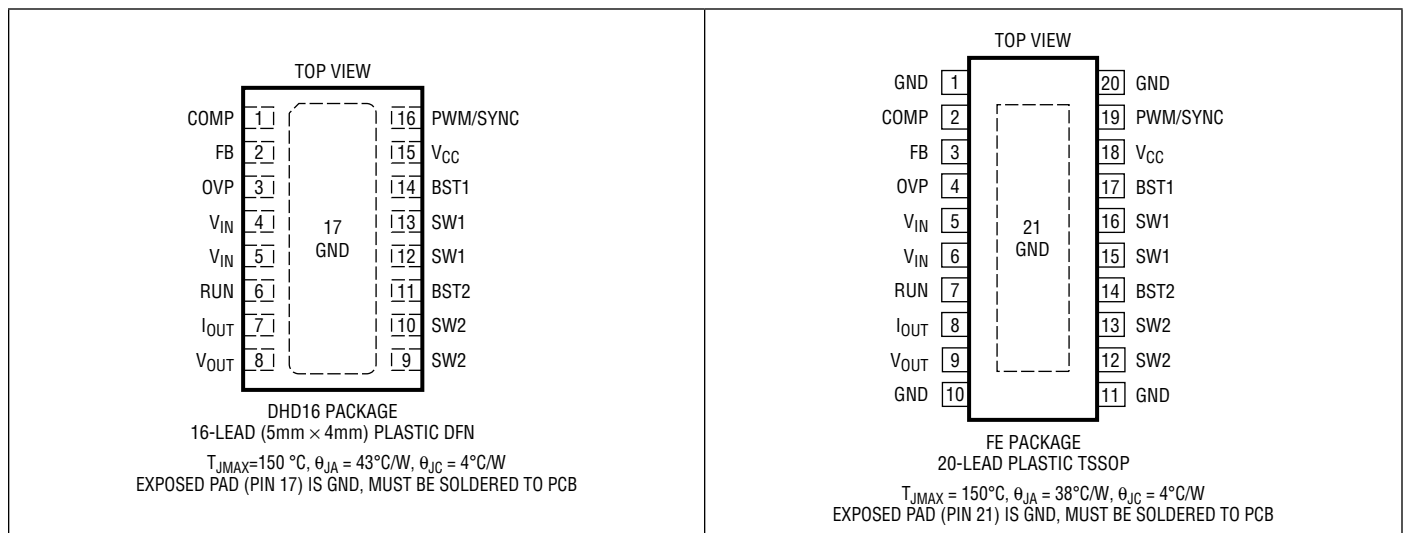 TOP VIEW
COMP 1 16 PWM/SYNC
FB 2 15 VCC
OVP 3 14 BST1
VIN 4 13 SW1
VIN 5 12 SW1
RUN 6 11 BST2
IOUT 7 10 SW2
VOUT 8 9 SW2
17
GND
DHD16 PACKAGE
16-LEAD (5mm × 4mm) PLASTIC DFN
TJMAX=150 °C, θJA = 43°C/W, θJC = 4°C/W
EXPOSED PAD (PIN 17) IS GND, MUST BE SOLDERED TO PCB
TOP VIEW
GND 1 20 GND
COMP 2 19 PWM/SYNC
FB 3 18 VCC
OVP 4 17 BST1
VIN 5 16 SW1
VIN 6 15 SW1
RUN 7 14 BST2
IOUT 8 13 SW2
VOUT 9 12 SW2
GND 10 11 GND
21
GND
FE PACKAGE
20-LEAD PLASTIC TSSOP
TJMAX = 150°C, θJA = 38°C/W, θJC = 4°C/W
EXPOSED PAD (PIN 21) IS GND, MUST BE SOLDERED TO PCB